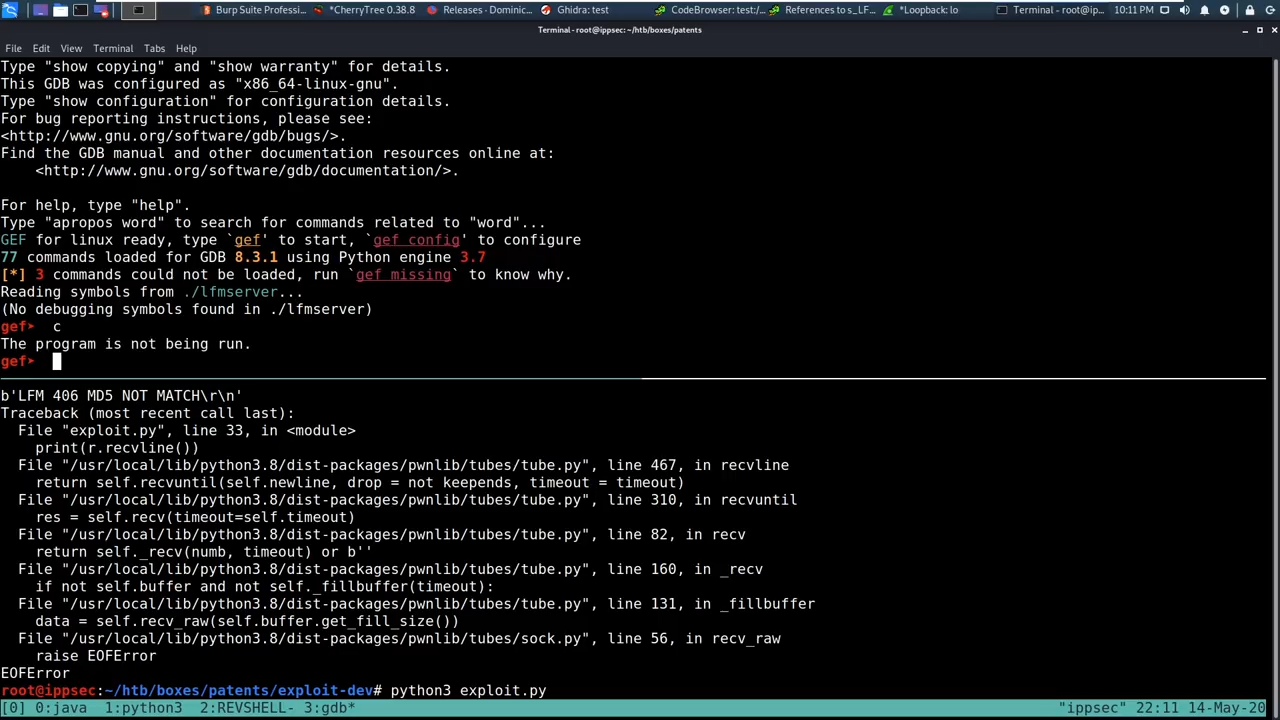 Burp Suite Professi...
*CherryTree 0.38.8
Releases · Dominic...
Ghidra: test
CodeBrowser: test:/...
References to s_LF...
*Loopback: lo
Terminal - root@ip...
10:11 PM
Terminal - root@ippsec: ~/htb/boxes/patents
File Edit View Terminal Tabs Help
Type "show copying" and "show warranty" for details.
This GDB was configured as "x86_64-linux-gnu".
Type "show configuration" for configuration details.
For bug reporting instructions, please see:
<http://www.gnu.org/software/gdb/bugs/>.
Find the GDB manual and other documentation resources online at:
    <http://www.gnu.org/software/gdb/documentation/>.
For help, type "help".
Type "apropos word" to search for commands related to "word"...
GEF for linux ready, type `gef' to start, `gef config' to configure
77 commands loaded for GDB 8.3.1 using Python engine 3.7
[*] 3 commands could not be loaded, run `gef missing` to know why.
Reading symbols from ./lfmserver...
(No debugging symbols found in ./lfmserver)
gef➤  c
The program is not being run.
gef➤
b'LFM 406 MD5 NOT MATCH\r\n'
Traceback (most recent call last):
  File "exploit.py", line 33, in <module>
    print(r.recvline())
  File "/usr/local/lib/python3.8/dist-packages/pwnlib/tubes/tube.py", line 467, in recvline
    return self.recvuntil(self.newline, drop = not keepends, timeout = timeout)
  File "/usr/local/lib/python3.8/dist-packages/pwnlib/tubes/tube.py", line 310, in recvuntil
    res = self.recv(timeout=self.timeout)
  File "/usr/local/lib/python3.8/dist-packages/pwnlib/tubes/tube.py", line 82, in recv
    return self._recv(numb, timeout) or b''
  File "/usr/local/lib/python3.8/dist-packages/pwnlib/tubes/tube.py", line 160, in _recv
    if not self.buffer and not self._fillbuffer(timeout):
  File "/usr/local/lib/python3.8/dist-packages/pwnlib/tubes/tube.py", line 131, in _fillbuffer
    data = self.recv_raw(self.buffer.get_fill_size())
  File "/usr/local/lib/python3.8/dist-packages/pwnlib/tubes/sock.py", line 56, in recv_raw
    raise EOFError
EOFError
root@ippsec:~/htb/boxes/patents/exploit-dev# python3 exploit.py
[0] 0:java  1:python3  2:REVSHELL- 3:gdb* "ippsec" 22:11 14-May-20